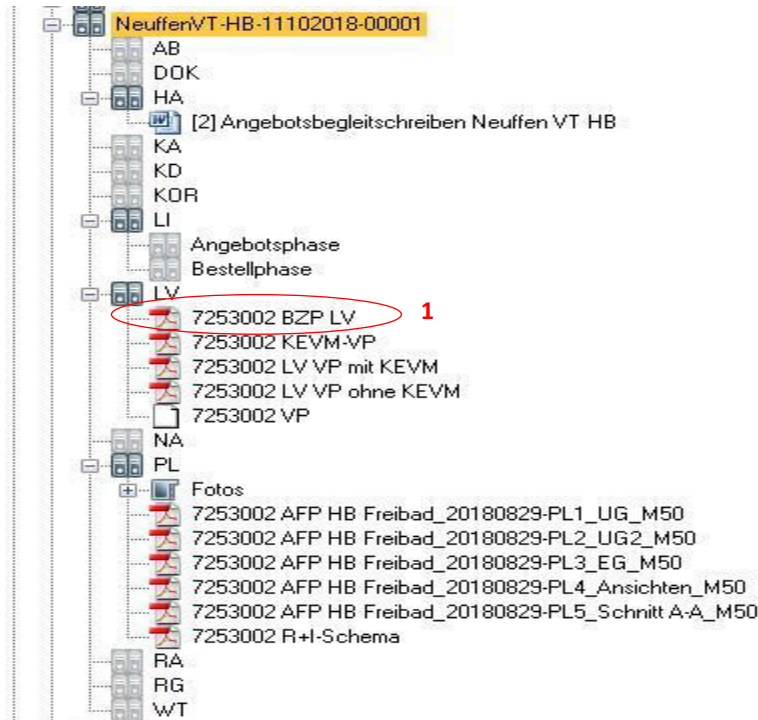 NeuffenVT-HB-11102018-00001
AB
DOK
HA
[2] Angebotsbegleitschreiben Neuffen VT HB
KA
KD
KOR
LI
Angebotsphase
Bestellphase
LV
7253002 BZP LV 1
7253002 KEVM-VP
7253002 LV VP mit KEVM
7253002 LV VP ohne KEVM
7253002 VP
NA
PL
Fotos
7253002 AFP HB Freibad_20180829-PL1_UG_M50
7253002 AFP HB Freibad_20180829-PL2_UG2_M50
7253002 AFP HB Freibad_20180829-PL3_EG_M50
7253002 AFP HB Freibad_20180829-PL4_Ansichten_M50
7253002 AFP HB Freibad_20180829-PL5_Schnitt A-A_M50
7253002 R+I-Schema
RA
RG
WT